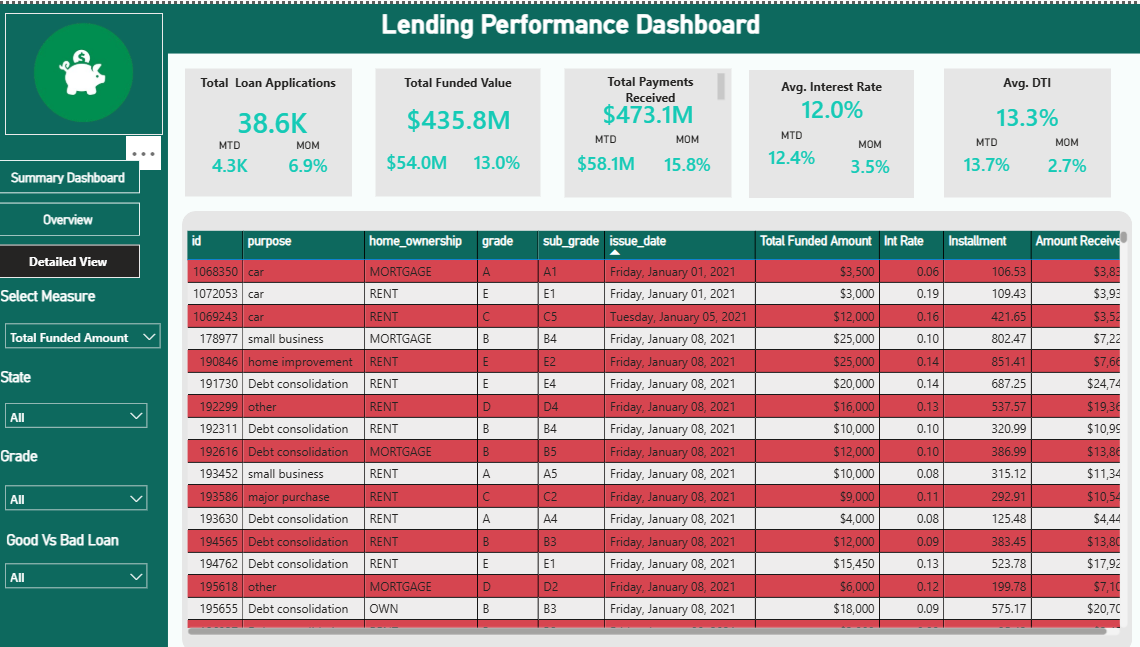 Lending Performance Dashboard
$
Total Loan Applications
38.6K
MTD MOM
4.3K 6.9%
Total Funded Value
$435.8M
$54.0M 13.0%
Total Payments
Received
$473.1M
MTD MOM
$58.1M 15.8%
Avg. Interest Rate
12.0%
MTD MOM
12.4% 3.5%
Avg. DTI
13.3%
MTD MOM
13.7% 2.7%
Summary Dashboard
Overview
Detailed View
Select Measure
Total Funded Amount
State
All
Grade
All
Good Vs Bad Loan
All
id purpose home_ownership grade sub_grade issue_date Total Funded Amount Int Rate Installment Amount Receive
1068350 car MORTGAGE A A1 Friday, January 01, 2021 $3,500 0.06 106.53 $3,83
1072053 car RENT E E1 Friday, January 01, 2021 $3,000 0.19 109.43 $3,93
1069243 car RENT C C5 Tuesday, January 05, 2021 $12,000 0.16 421.65 $3,52
178977 small business MORTGAGE B B4 Friday, January 08, 2021 $25,000 0.10 802.47 $7,22
190846 home improvement RENT E E2 Friday, January 08, 2021 $25,000 0.14 851.41 $7,66
191730 Debt consolidation RENT E E4 Friday, January 08, 2021 $20,000 0.14 687.25 $24,74
192299 other RENT D D4 Friday, January 08, 2021 $16,000 0.13 537.57 $19,36
192311 Debt consolidation RENT B B4 Friday, January 08, 2021 $10,000 0.10 320.99 $10,99
192616 Debt consolidation MORTGAGE B B5 Friday, January 08, 2021 $12,000 0.10 386.99 $13,86
193452 small business RENT A A5 Friday, January 08, 2021 $10,000 0.08 315.12 $11,34
193586 major purchase RENT C C2 Friday, January 08, 2021 $9,000 0.11 292.91 $10,54
193630 Debt consolidation RENT A A4 Friday, January 08, 2021 $4,000 0.08 125.48 $4,44
194565 Debt consolidation RENT B B3 Friday, January 08, 2021 $12,000 0.09 383.45 $13,80
194762 Debt consolidation RENT E E1 Friday, January 08, 2021 $15,450 0.13 523.78 $17,92
195618 other MORTGAGE D D2 Friday, January 08, 2021 $6,000 0.12 199.78 $7,10
195655 Debt consolidation OWN B B3 Friday, January 08, 2021 $18,000 0.09 575.17 $20,70